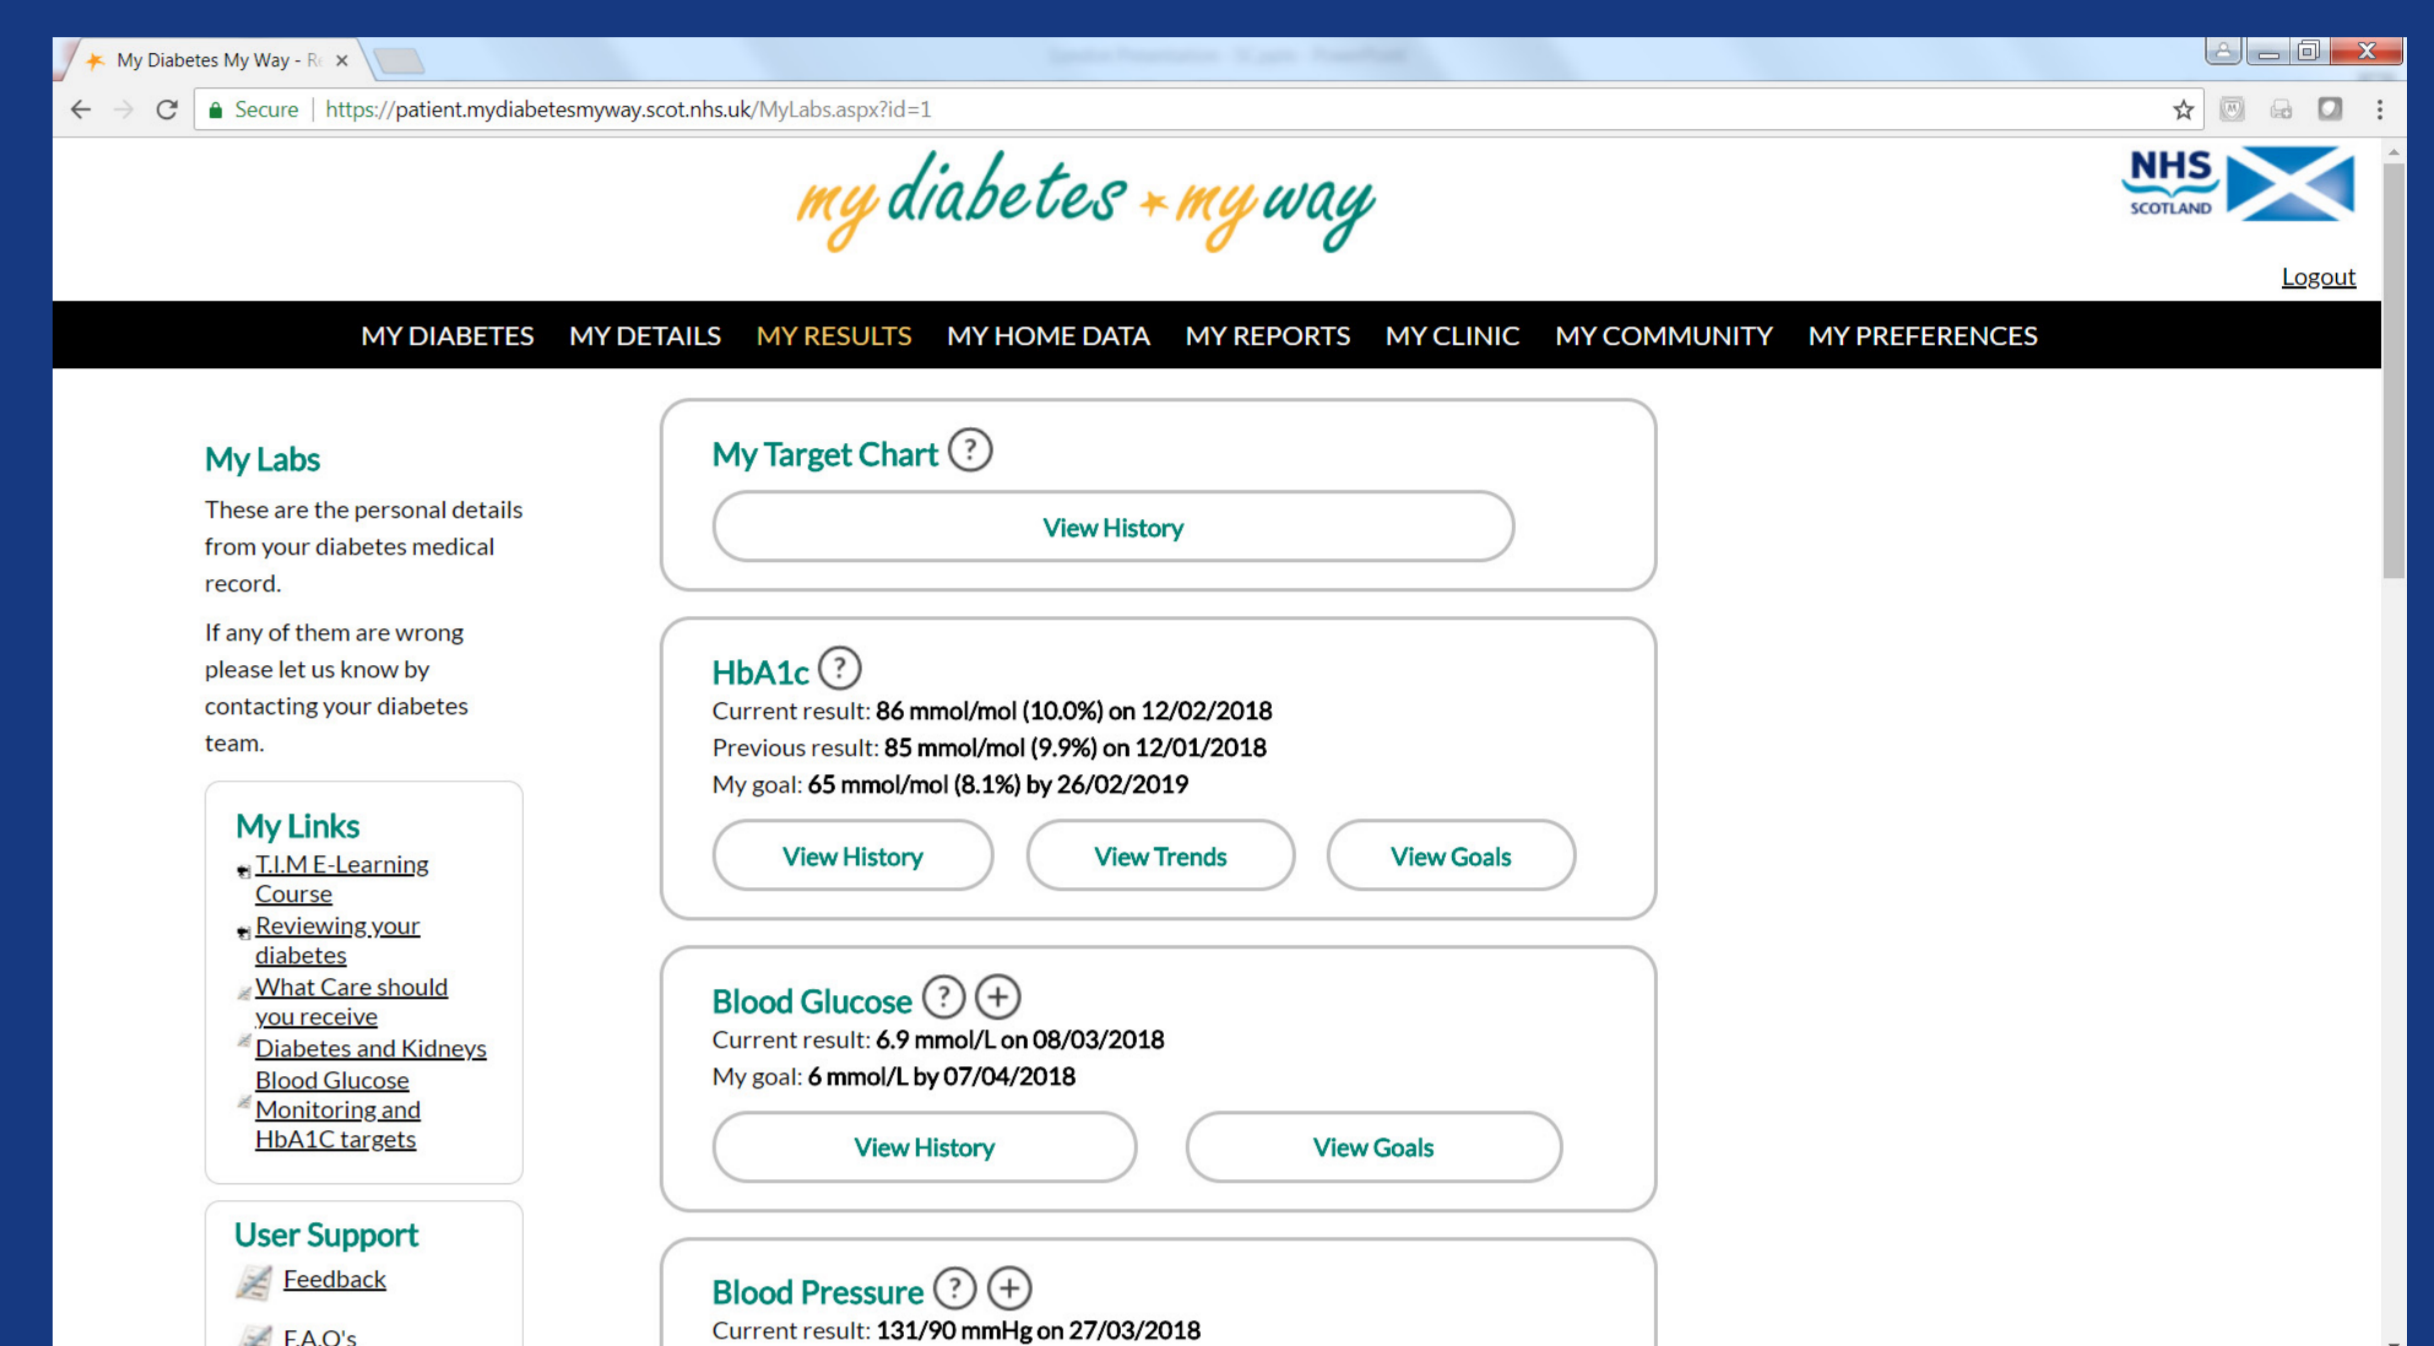 My Diabetes My Way - Re
Secure | https://patient.mydiabetesmyway.scot.nhs.uk/MyLabs.aspx?id=1
my diabetes my way
NHS
SCOTLAND
Logout
MY DIABETES MY DETAILS MY RESULTS MY HOME DATA MY REPORTS MY CLINIC MY COMMUNITY MY PREFERENCES
My Labs
These are the personal details
from your diabetes medical
record.
If any of them are wrong
please let us know by
contacting your diabetes
team.
My Links
T.I.M E-Learning
Course
Reviewing your
diabetes
What Care should
you receive
Diabetes and Kidneys
Blood Glucose
Monitoring and
HbA1C targets
User Support
Feedback
F.A.Q's
My Target Chart ?
View History
HbA1c ?
Current result: 86 mmol/mol (10.0%) on 12/02/2018
Previous result: 85 mmol/mol (9.9%) on 12/01/2018
My goal: 65 mmol/mol (8.1%) by 26/02/2019
View History View Trends View Goals
Blood Glucose ? +
Current result: 6.9 mmol/L on 08/03/2018
My goal: 6 mmol/L by 07/04/2018
View History View Goals
Blood Pressure ? +
Current result: 131/90 mmHg on 27/03/2018